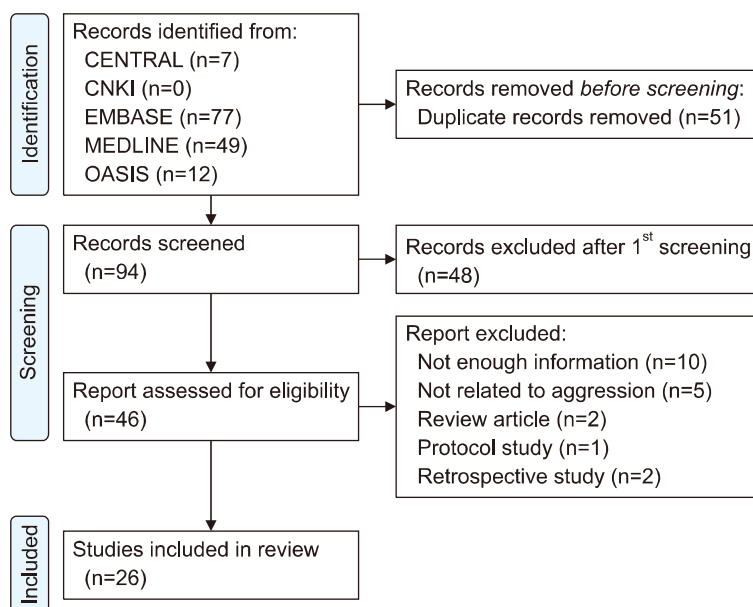 Identification
Records identified from:
CENTRAL (n=7)
CNKI (n=0)
EMBASE (n=77)
MEDLINE (n=49)
OASIS (n=12)
Records removed before screening:
Duplicate records removed (n=51)
Screening
Records screened
(n=94)
Records excluded after 1st screening
(n=48)
Report assessed for eligibility
(n=46)
Report excluded:
Not enough information (n=10)
Not related to aggression (n=5)
Review article (n=2)
Protocol study (n=1)
Retrospective study (n=2)
Included
Studies included in review
(n=26)